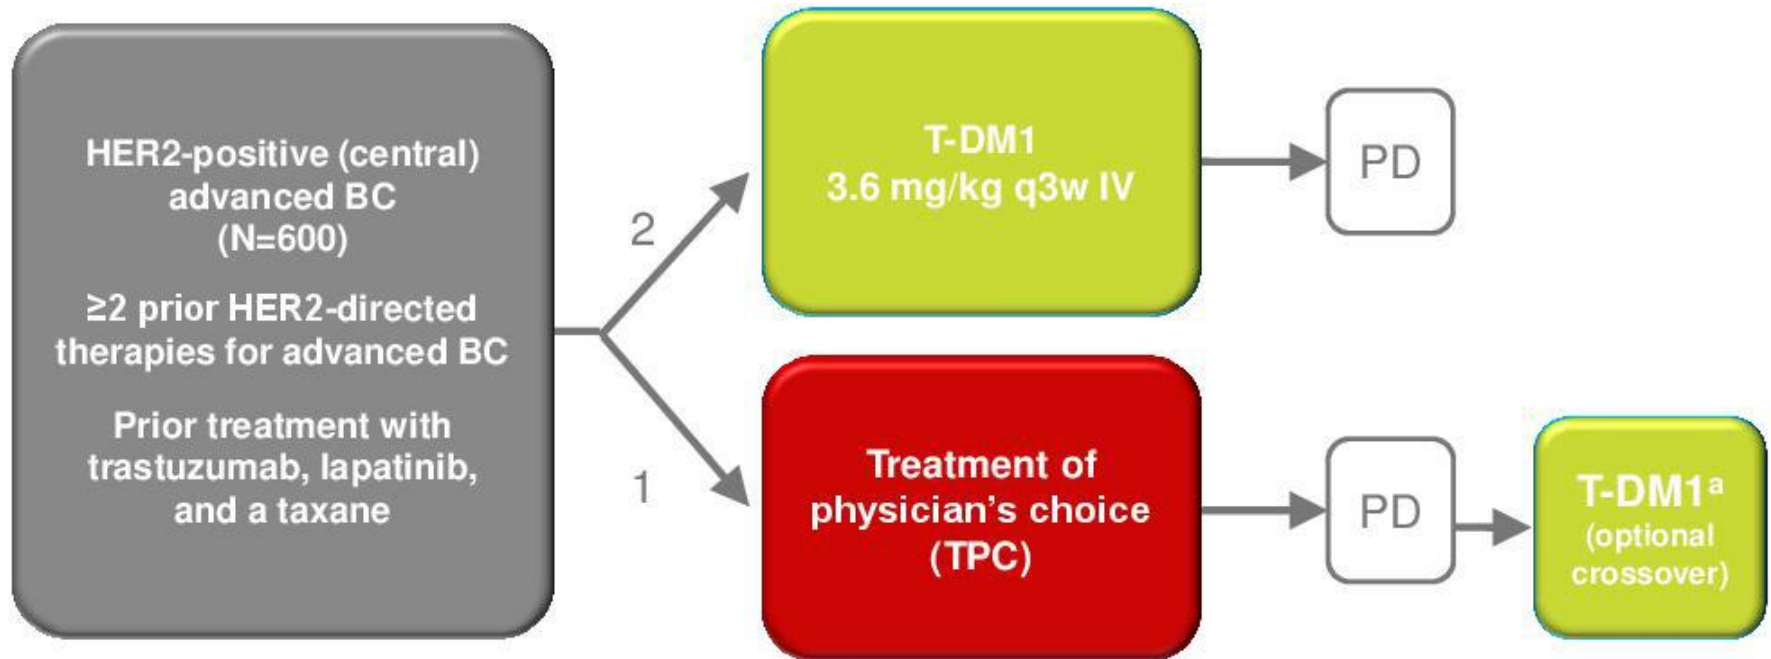 HER2-positive (central)
advanced BC
(N=600)
≥2 prior HER2-directed
therapies for advanced BC
Prior treatment with
trastuzumab, lapatinib,
and a taxane
2
1
T-DM1
3.6 mg/kg q3w IV
PD
Treatment of
physician’s choice
(TPC)
PD
T-DM1ᵃ
(optional
crossover)